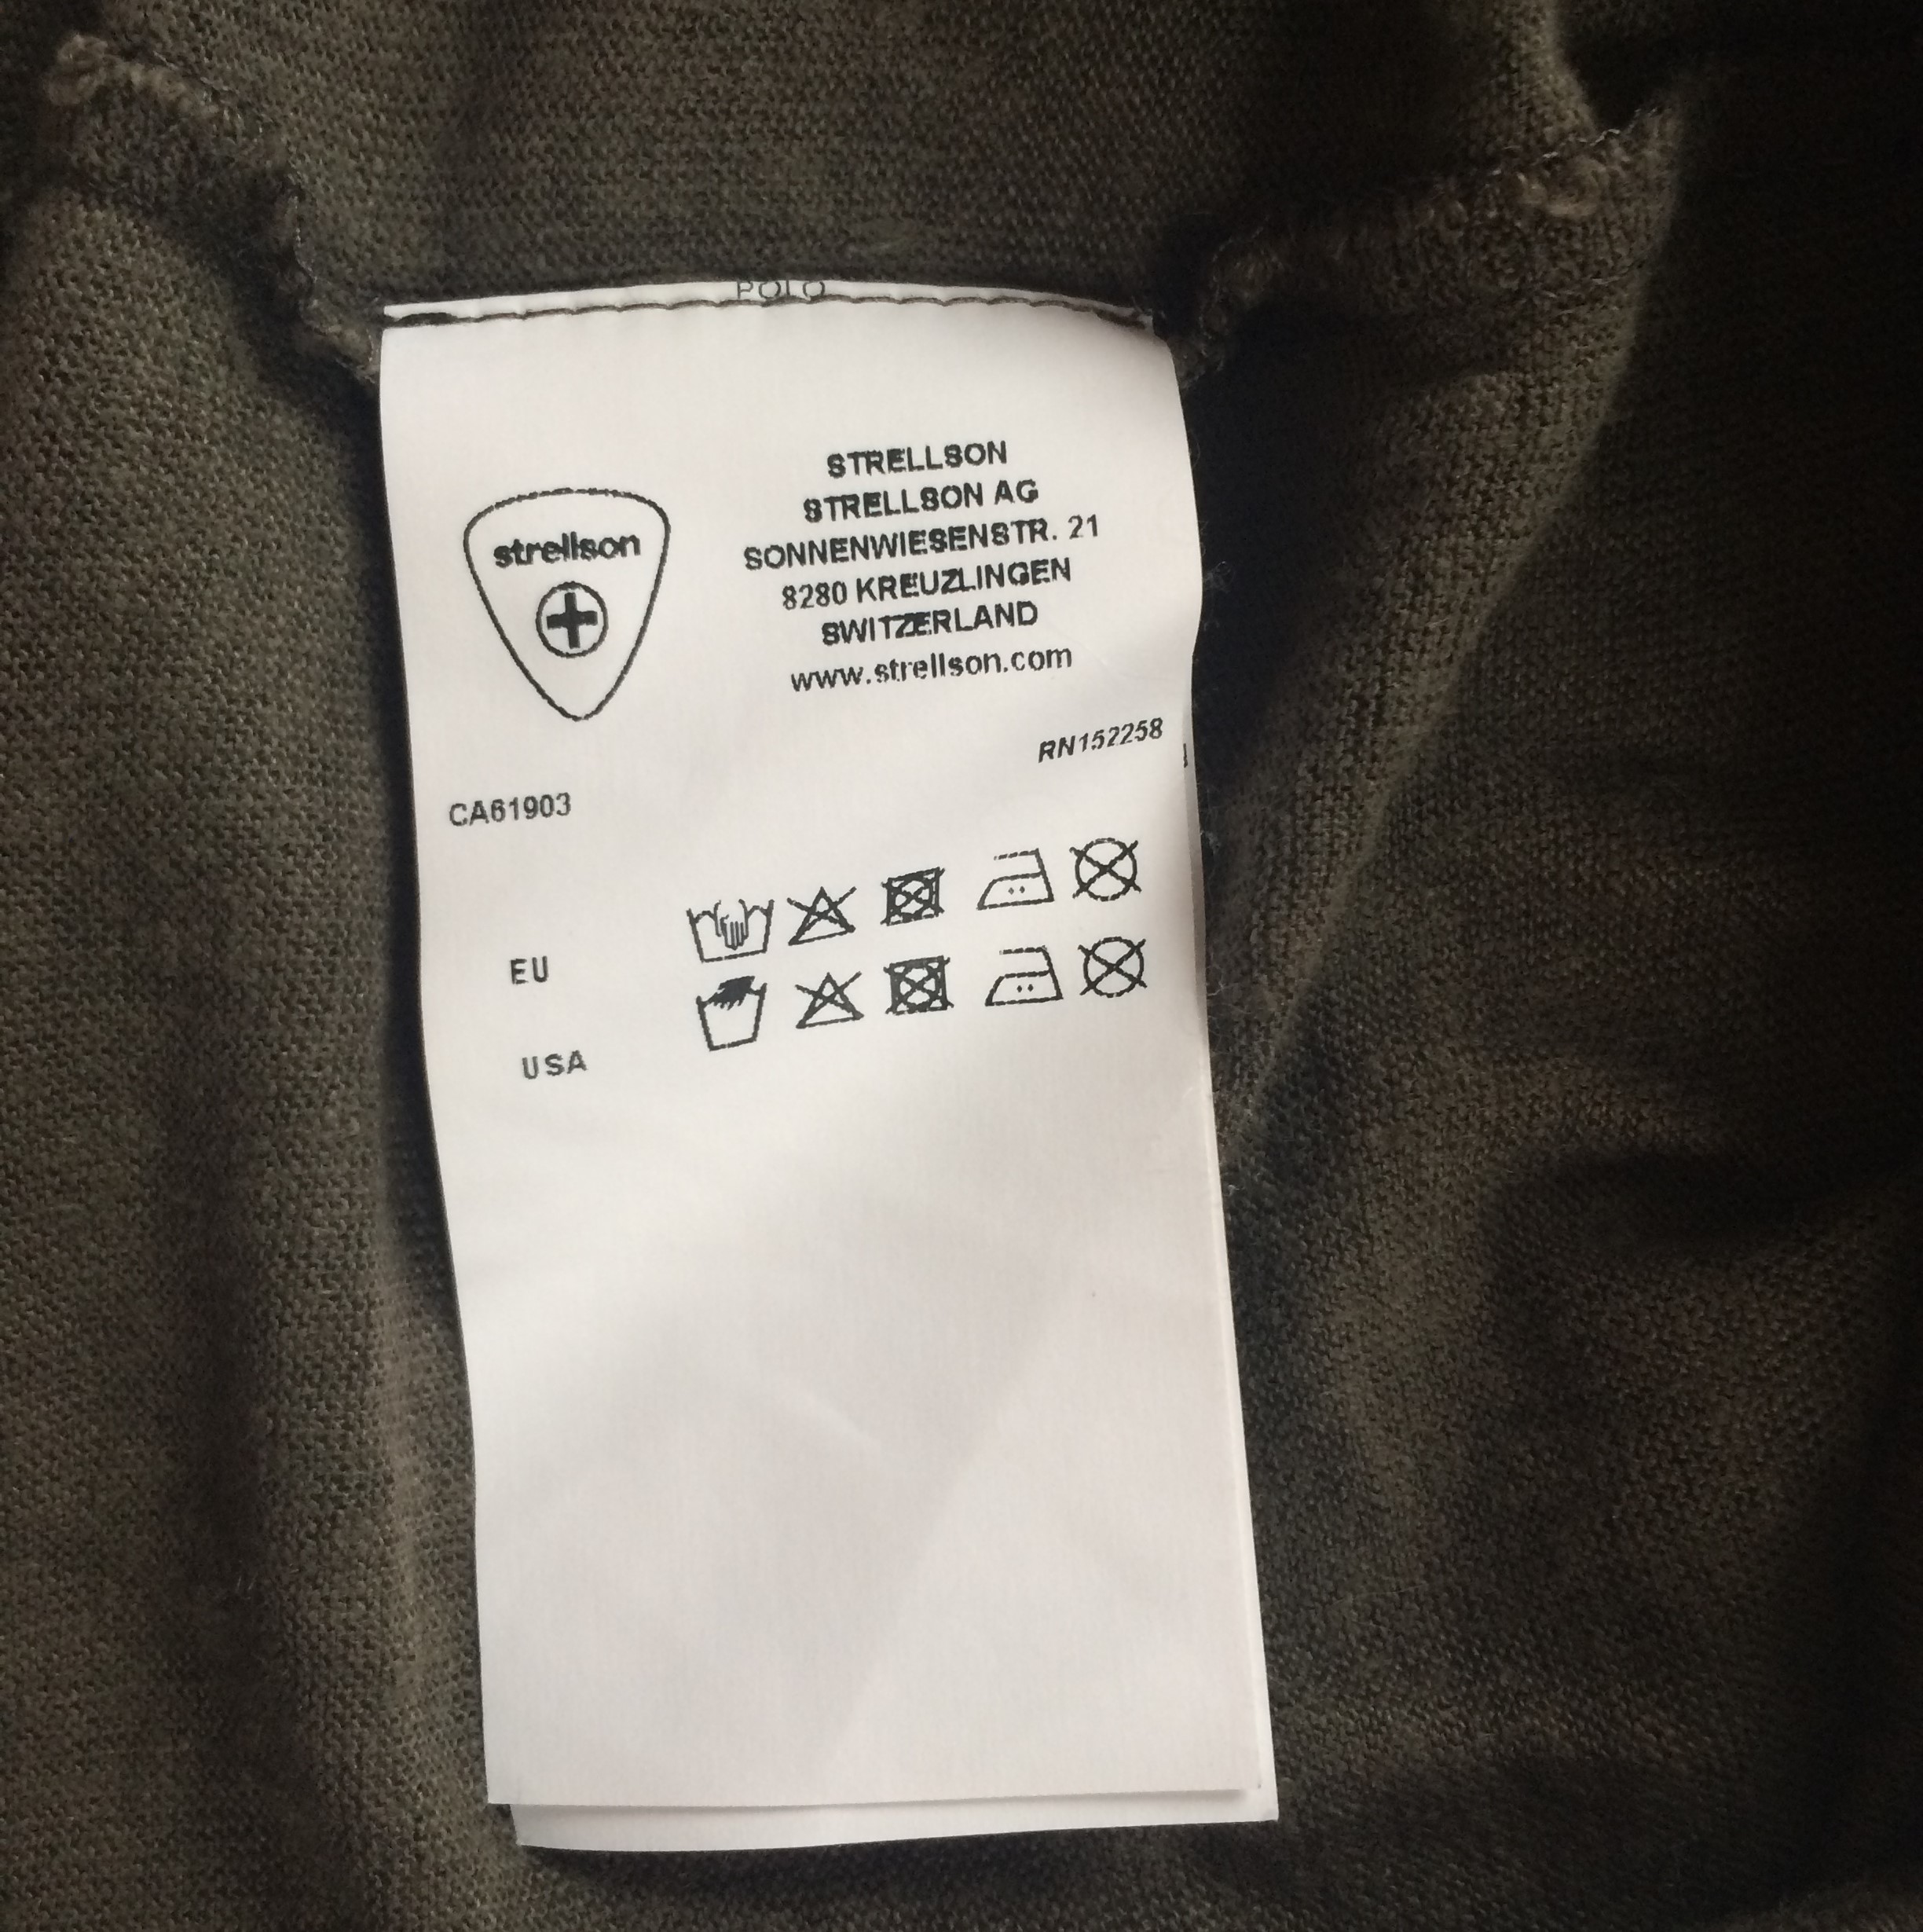 POLO
strellson
STRELLSON
STRELLSON AG
SONNENWIESENSTR. 21
8280 KREUZLINGEN
SWITZERLAND
www.strellson.com
RN152258
CA61903
EU
USA